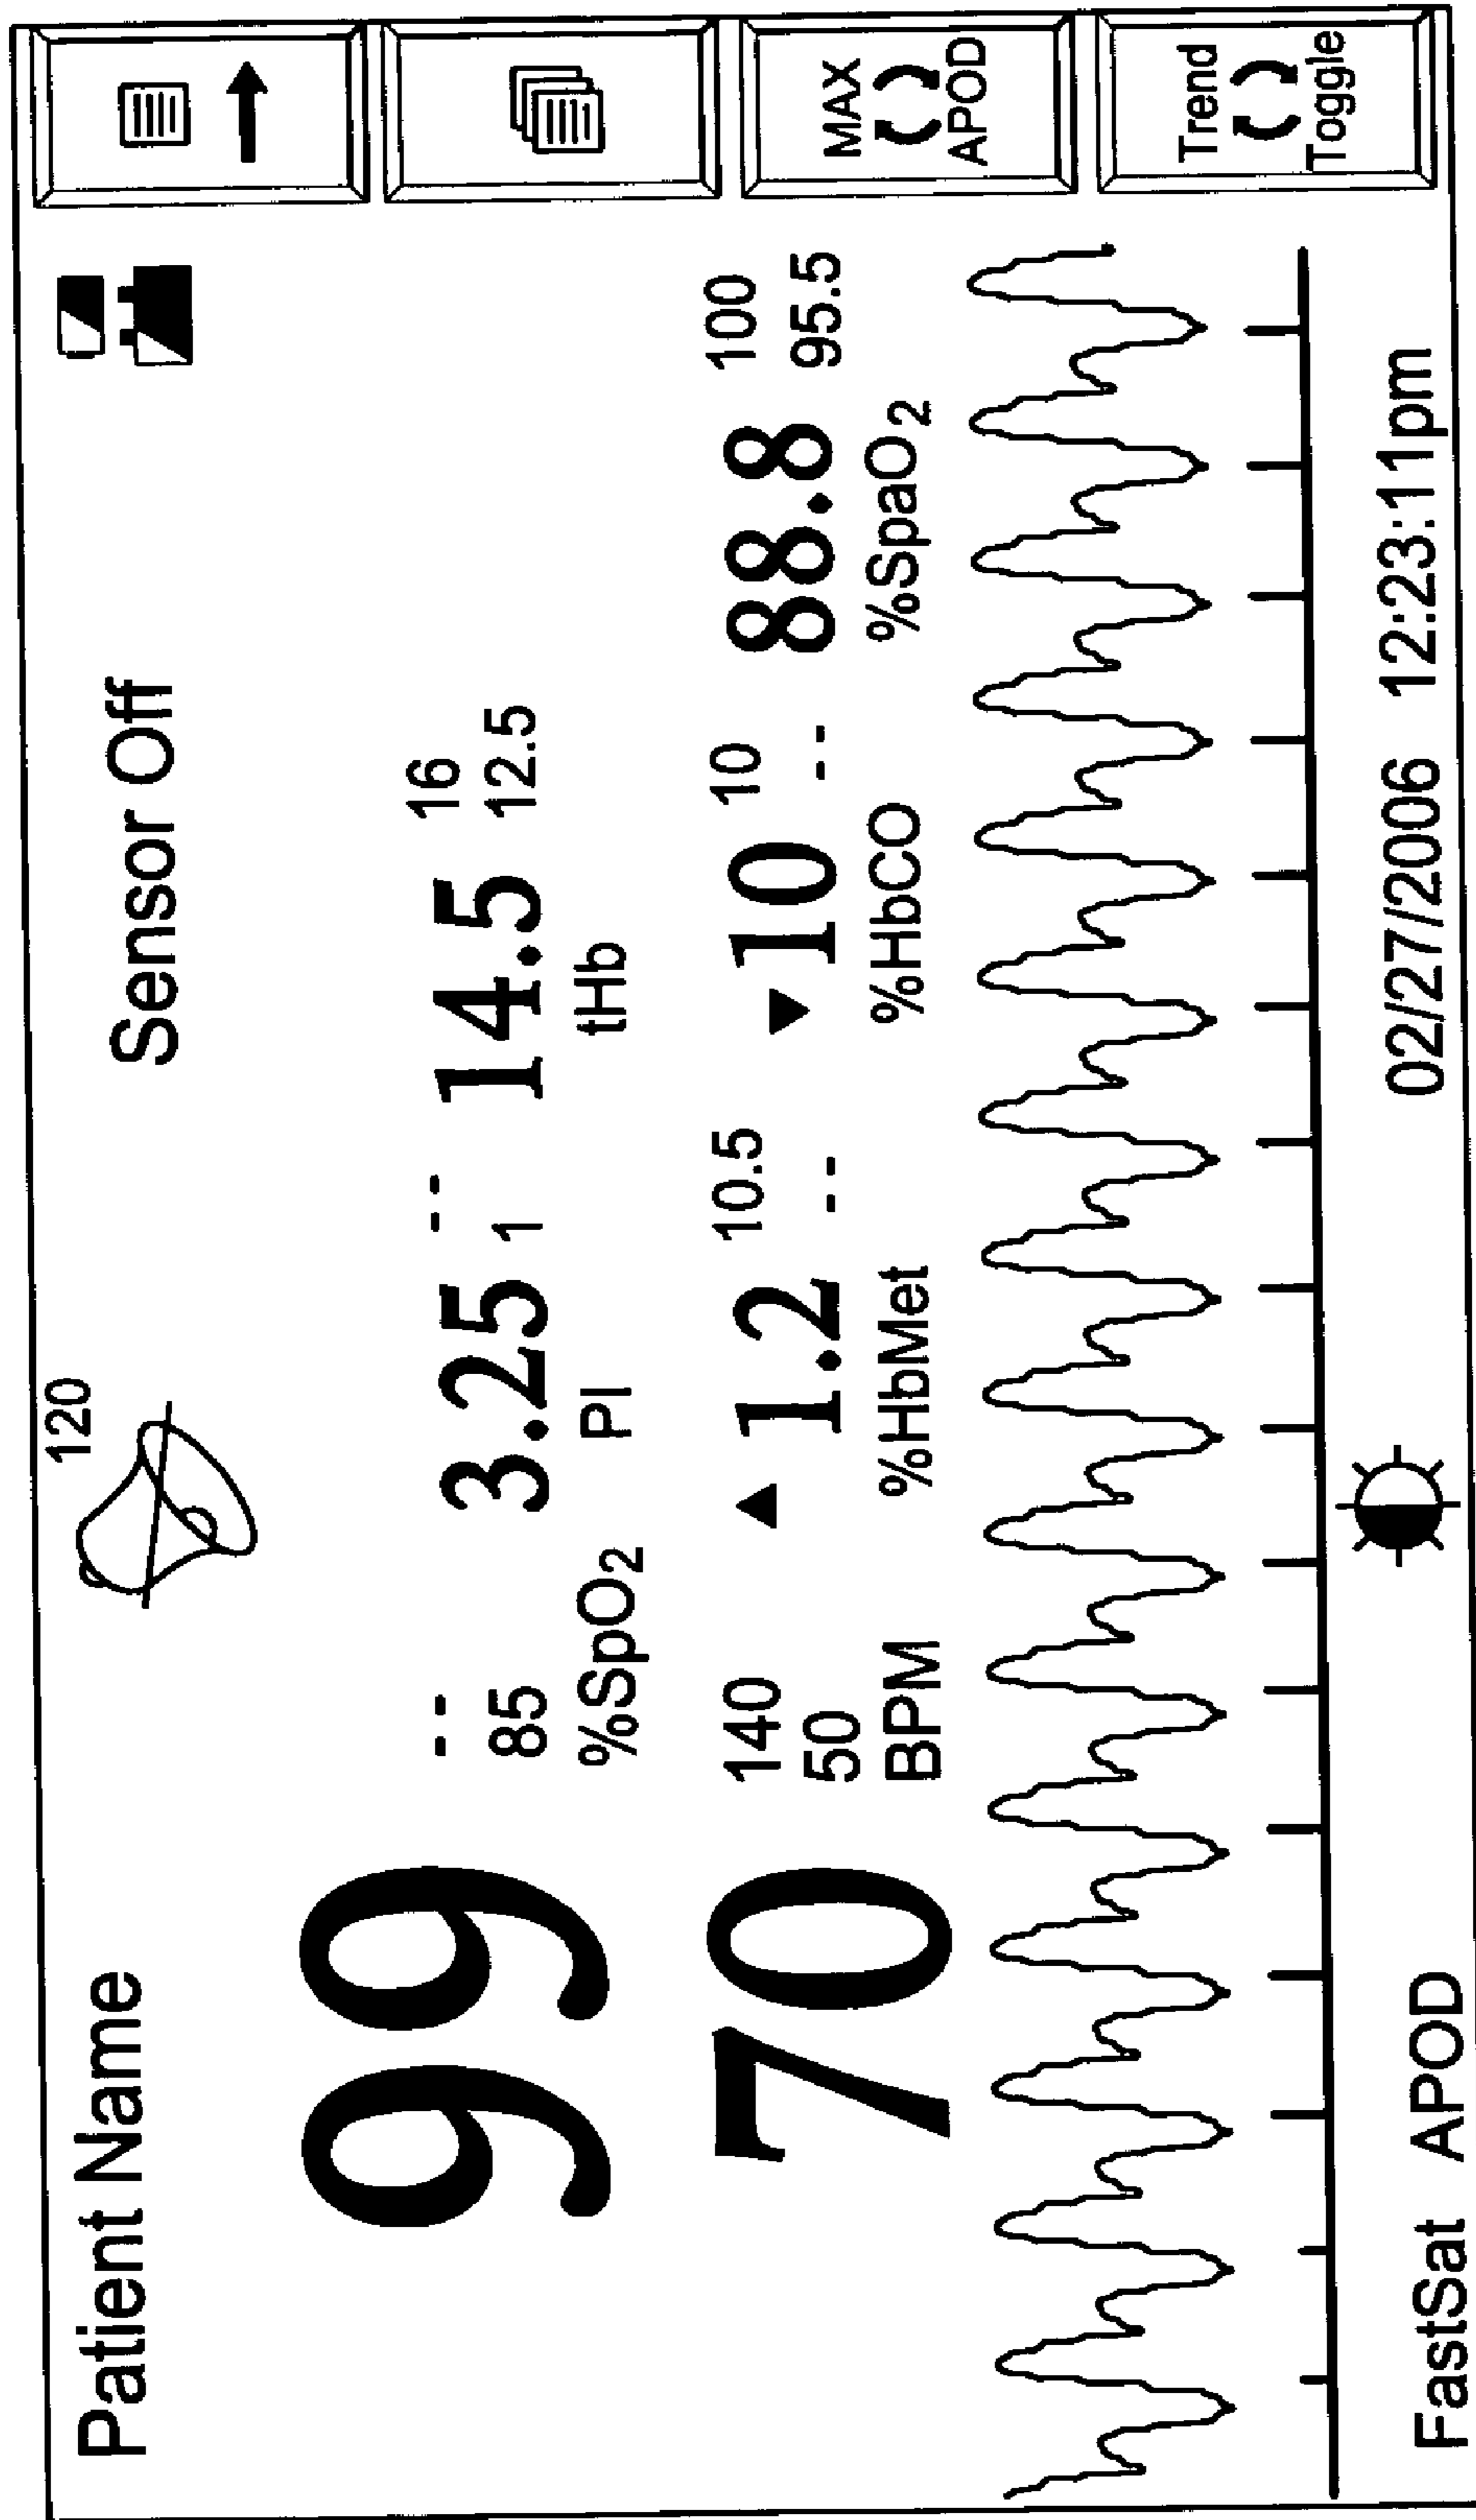 Patient Name 120 Sensor Off
99 -- 3.25 -- 14.5 16
85 1 12.5
%SpO2 PI tHb
70 140 1.2 10.5 10 10 88.8 100
50 -- -- 95.5
BPM %HbMet %HbCO %SpaO2
FastSat APOD 02/27/2006 12:23:11pm
MAX
APOD
Trend
Toggle